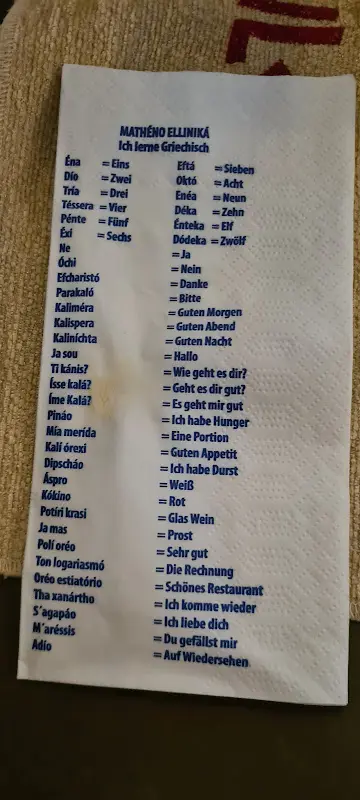 MATHÉNO ELLINIKÁ
Ich lerne Griechisch
Éna = Eins Eftá = Sieben
Dío = Zwei Októ = Acht
Tría = Drei Enéa = Neun
Téssera = Vier Déka = Zehn
Pénte = Fünf Énteka = Elf
Éxi = Sechs Dódeka = Zwölf
Ne = Ja
Óchi = Nein
Efcharistó = Danke
Parakaló = Bitte
Kaliméra = Guten Morgen
Kalispera = Guten Abend
Kaliníchta = Guten Nacht
Ja sou = Hallo
Ti kánis? = Wie geht es dir?
Ísse kalá? = Geht es dir gut?
Íme Kalá? = Es geht mir gut
Pináo = Ich habe Hunger
Mía merída = Eine Portion
Kalí órexi = Guten Appetit
Dipscháo = Ich habe Durst
Áspro = Weiß
Kókino = Rot
Potíri krasi = Glas Wein
Ja mas = Prost
Polí oréo = Sehr gut
Ton logariasmó = Die Rechnung
Oréo estiatório = Schönes Restaurant
Tha xanártho = Ich komme wieder
S´agapáo = Ich liebe dich
M´aréssis = Du gefällst mir
Adío = Auf Wiedersehen